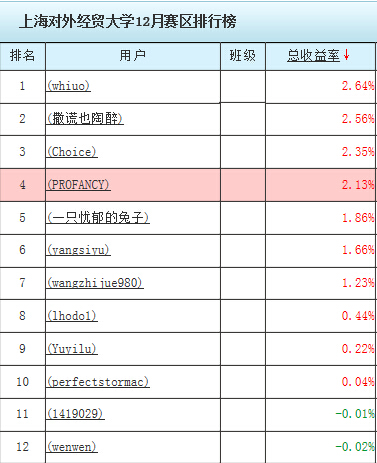 上海对外经贸大学12月赛区排行榜
排名 用户 班级 总收益率↓
1 (whiuo) 2.64%
2 (撒谎也陶醉) 2.56%
3 (Choice) 2.35%
4 (PROFANCY) 2.13%
5 (一只忧郁的兔子) 1.86%
6 (yangsiyu) 1.66%
7 (wangzhijue980) 1.23%
8 (lhodol) 0.44%
9 (Yuyilu) 0.22%
10 (perfectstormac) 0.04%
11 (1419029) -0.01%
12 (wenwen) -0.02%